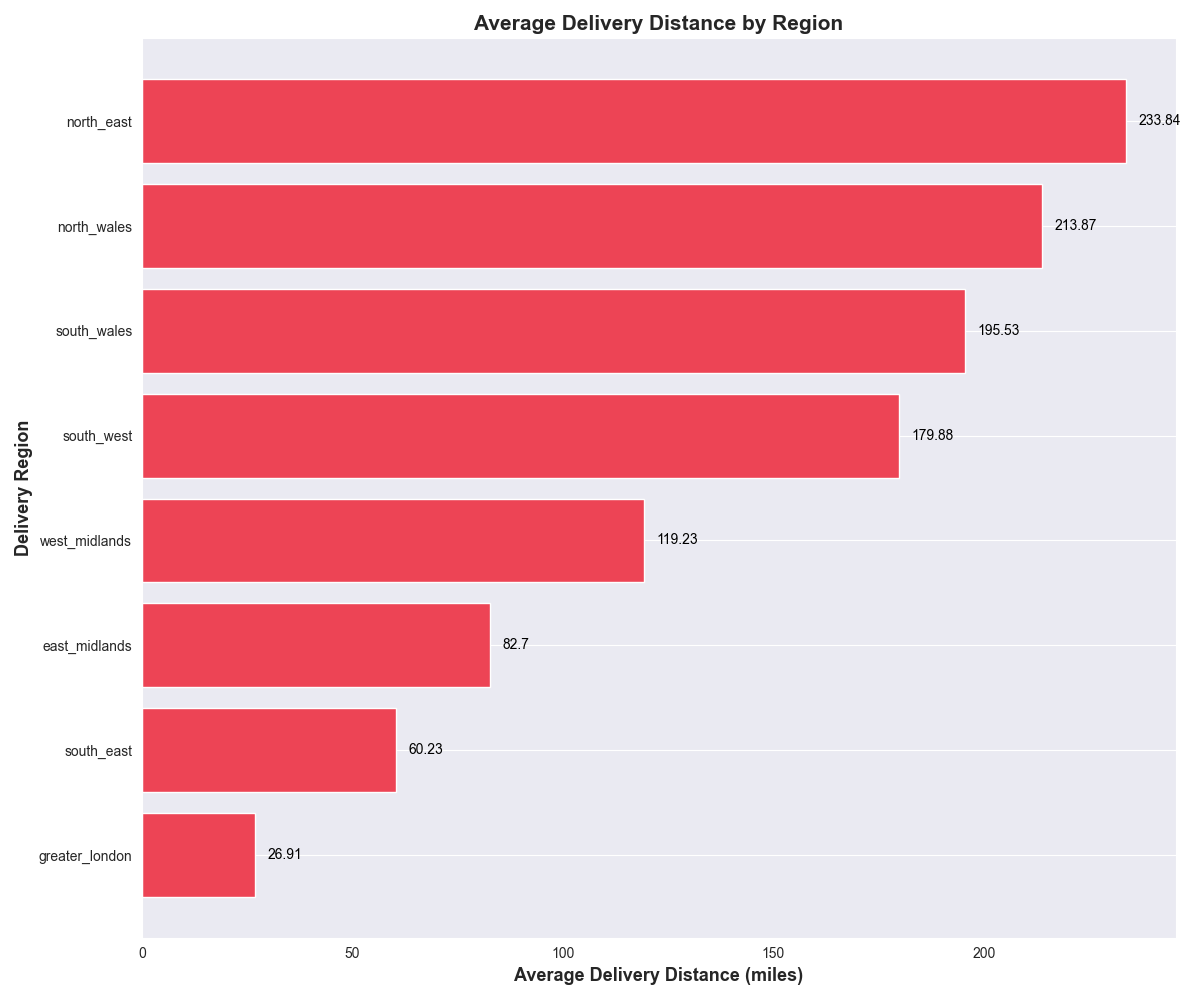 Average Delivery Distance by Region
north_east
233.84
north_wales
213.87
south_wales
195.53
south_west
179.88
west_midlands
119.23
east_midlands
82.7
south_east
60.23
greater_london
26.91
0 50 100 150 200
Average Delivery Distance (miles)
Delivery Region